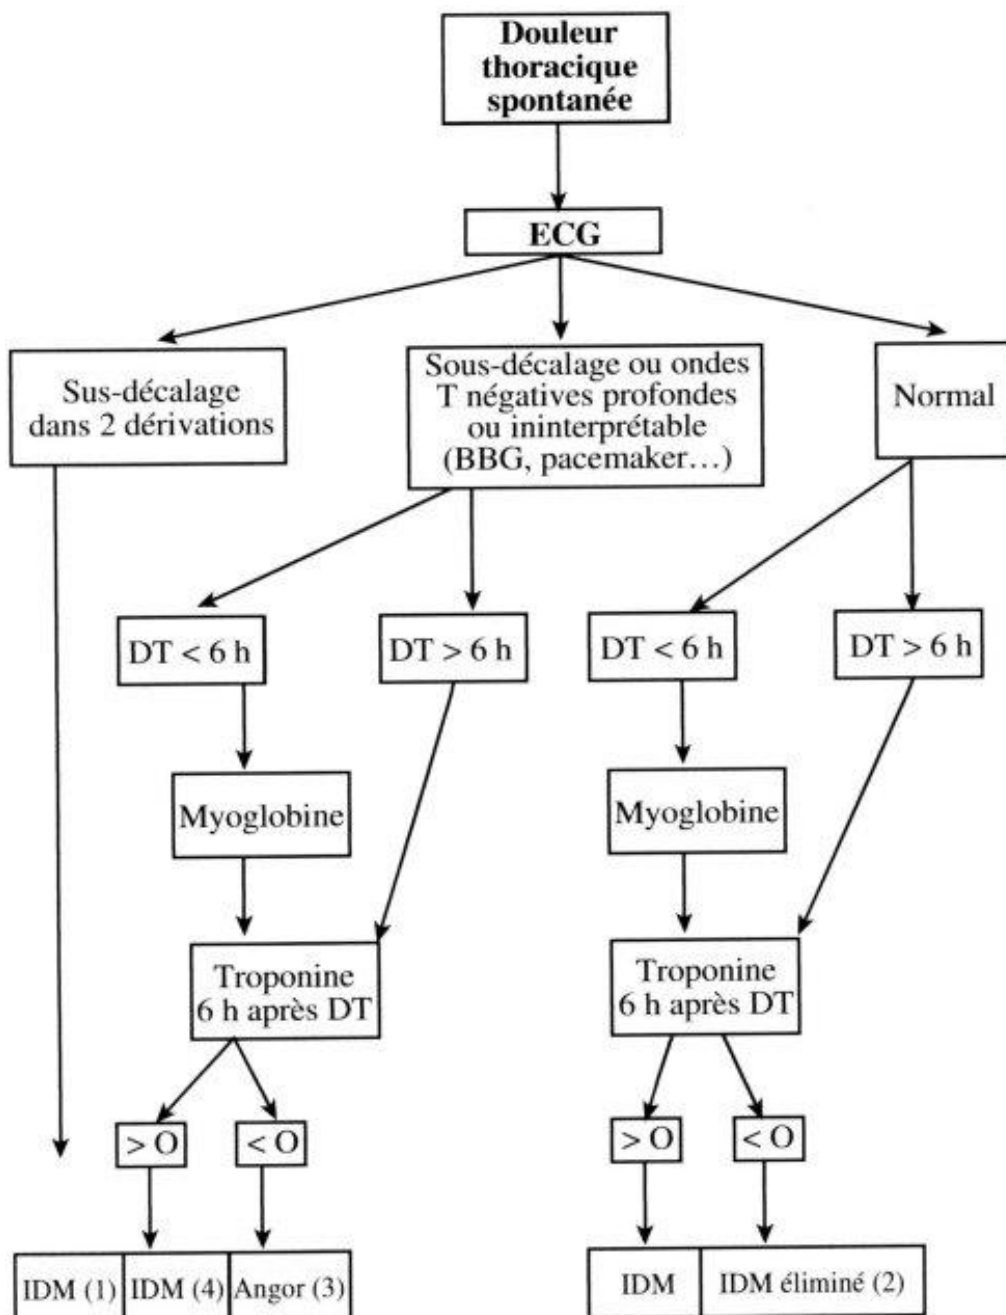 Douleur
thoracique
spontanée
ECG
Sus-décalage
dans 2 dérivations
Sous-décalage ou ondes
T négatives profondes
ou ininterprétable
(BBG, pacemaker…)
Normal
DT < 6 h
DT > 6 h
DT < 6 h
DT > 6 h
Myoglobine
Myoglobine
Troponine
6 h après DT
Troponine
6 h après DT
> O
< O
> O
< O
IDM (1)
IDM (4)
Angor (3)
IDM
IDM éliminé (2)